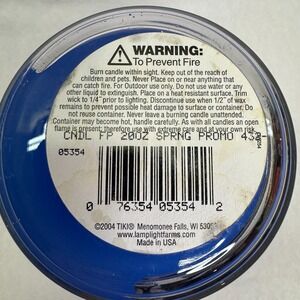 WARNING:
To Prevent Fire
Burn candle within sight. Keep out of the reach of
children and pets. Never Place on or near anything that
can catch fire. For Outdoor Use. Do not use water or any
other liquid to extinguish. Place on a heat resistant surface. Trim
wick to 1/4" prior to lighting. Discontinue use when 1/2" of wax
remains to prevent possible heat damage to surface or container. Do
not reuse container. Never leave a burning candle unattended.
Container may become hot, handle carefully. As with all candles an open
flame is present; therefore use with extreme care and at your own risk.
CNDL FP 20OZ SPRNG PROMO 432
05354
05354
0 76354 05354 2
©2004 TIKI® Menomonee Falls, WI
www.lamplightfarms.com
Made in USA